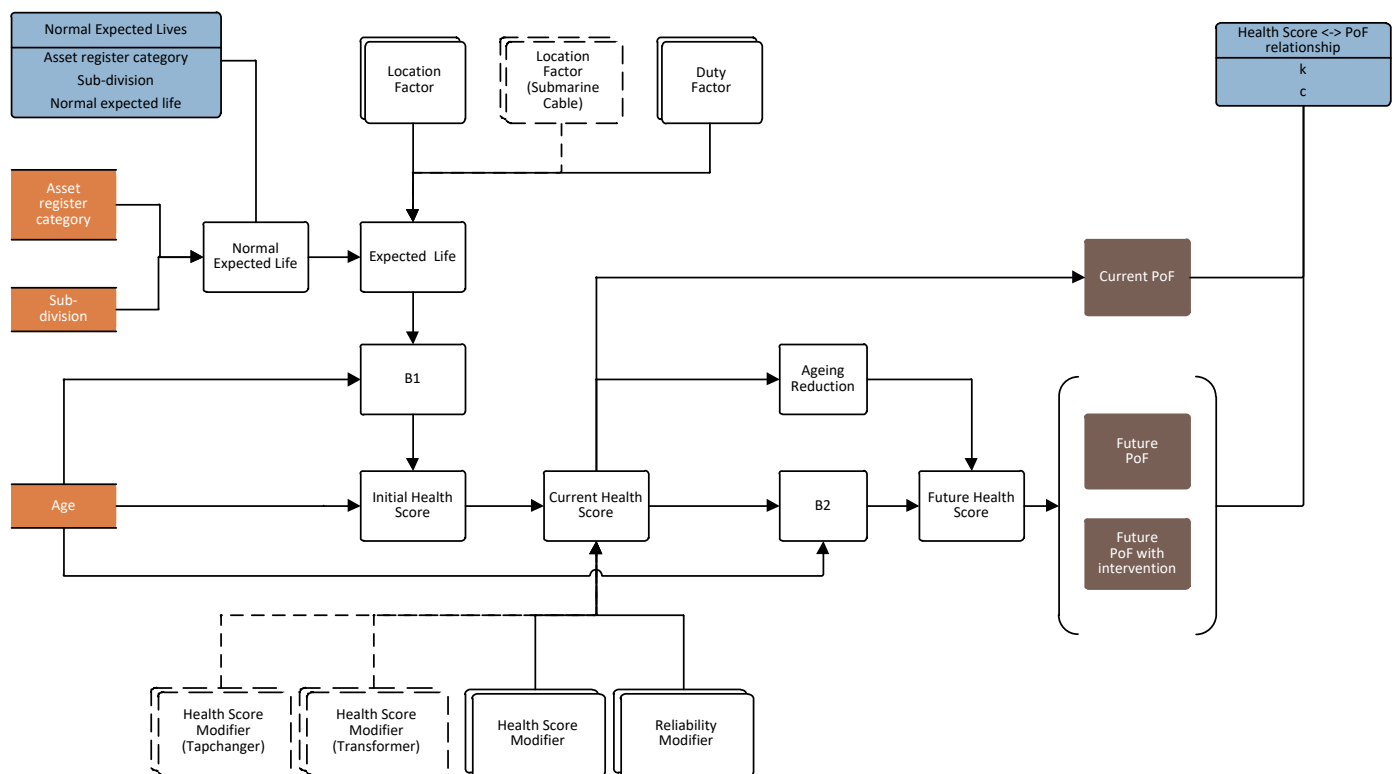 Normal Expected Lives
Asset register category
Sub-division
Normal expected life
Location
Factor
Location
Factor
(Submarine
Cable)
Duty
Factor
Health Score <-> PoF
relationship
k
c
Asset
register
category
Sub-
division
Normal
Expected Life
Expected Life
Current PoF
B1
Ageing
Reduction
Age
Initial Health
Score
Current Health
Score
B2
Future Health
Score
Future
PoF
Future
PoF with
intervention
Health Score
Modifier
(Tapchanger)
Health Score
Modifier
(Transformer)
Health Score
Modifier
Reliability
Modifier